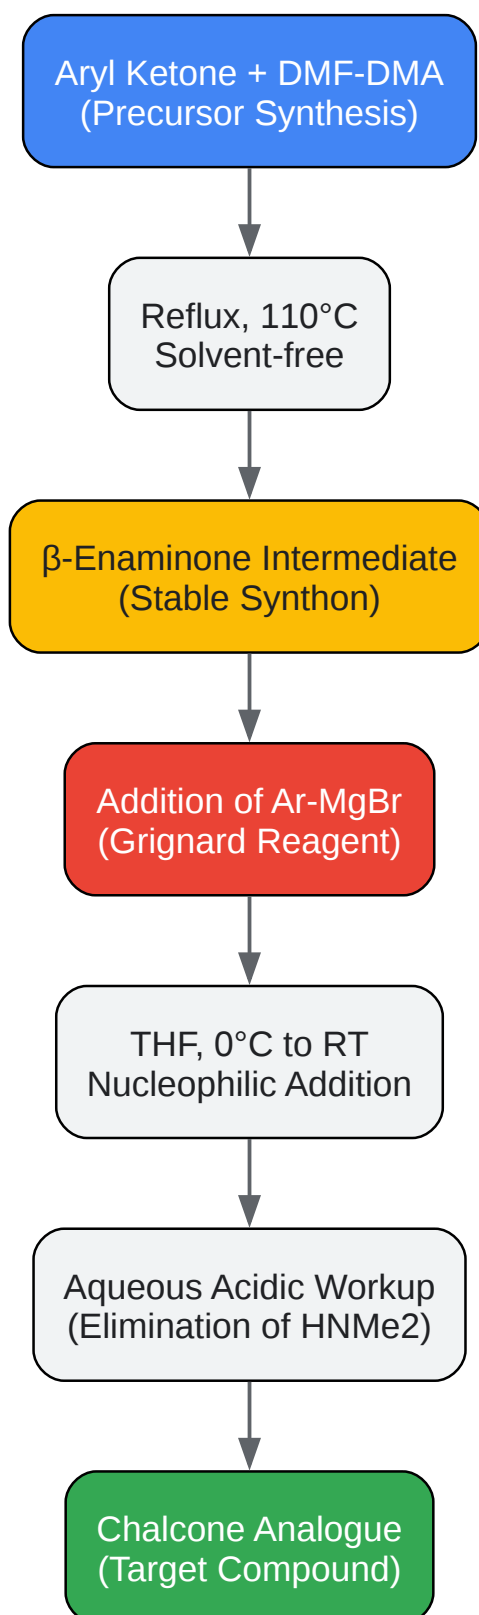 Aryl Ketone + DMF-DMA
(Precursor Synthesis)
Reflux, 110°C
Solvent-free
β-Enaminone Intermediate
(Stable Synthon)
Addition of Ar-MgBr
(Grignard Reagent)
THF, 0°C to RT
Nucleophilic Addition
Aqueous Acidic Workup
(Elimination of HNMe2)
Chalcone Analogue
(Target Compound)